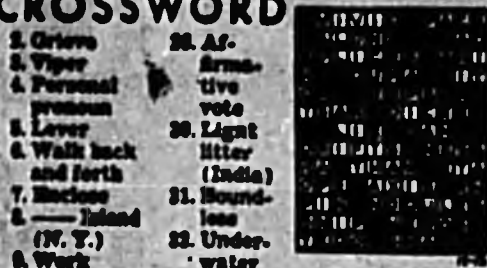 CROSSWORD
2. Grieve
3. Viper
4. Personal
pronoun
5. Lever
6. Walk back
and forth
7. Enclose
8. — Island
(N. Y.)
9. Work
28. Af-
firma-
tive
vote
30. Light
litter
(India)
31. Bound-
less
32. Under-
water